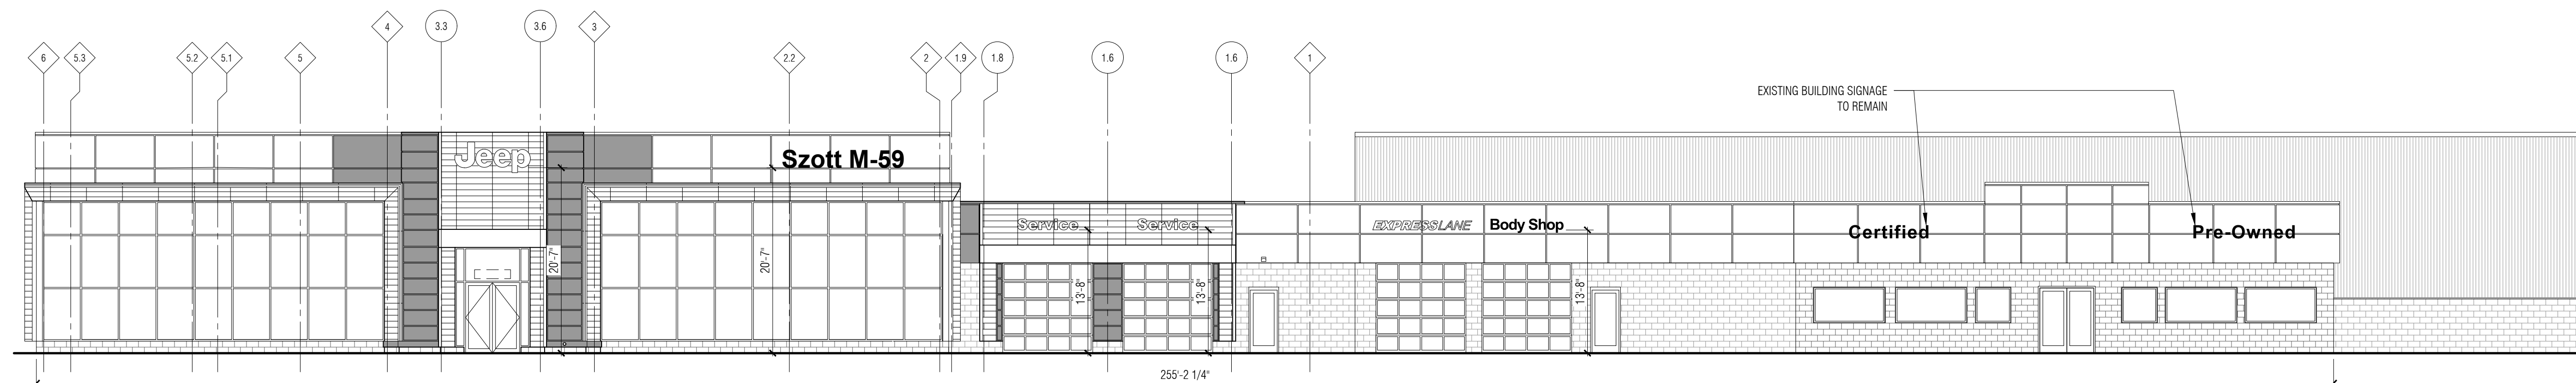 4
3.3
3.6
3
6
5.3
5.2
5.1
5
2.2
2
1.9
1.8
1.6
1.6
1
EXISTING BUILDING SIGNAGE
TO REMAIN
Jeep
Szott M-59
Service
Service
EXPRESS LANE
Body Shop
Certified
Pre-Owned
20'-7"
20'-7"
13'-8"
13'-8"
13'-8"
255'-2 1/4"